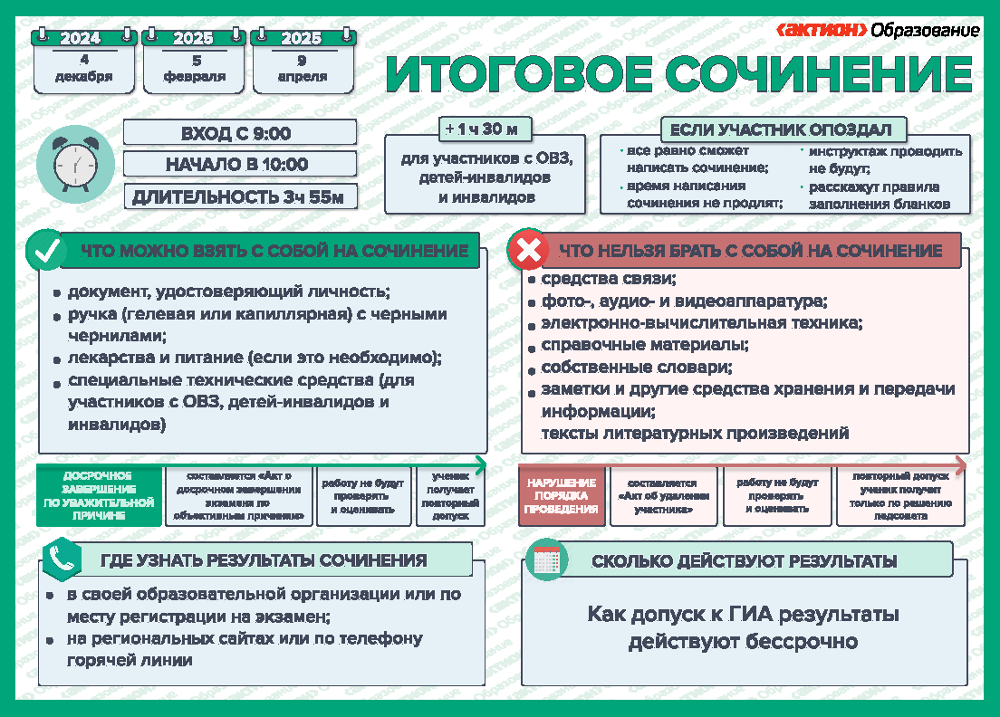 2024
4
декабря
2025
5
февраля
2025
9
апреля
‹актион› Образование
ИТОГОВОЕ СОЧИНЕНИЕ
ВХОД С 9:00
НАЧАЛО В 10:00
ДЛИТЕЛЬНОСТЬ 3ч 55м
+ 1 ч 30 м
для участников с ОВЗ,
детей-инвалидов
и инвалидов
ЕСЛИ УЧАСТНИК ОПОЗДАЛ
• все равно сможет
написать сочинение;
• время написания
сочинения не продлят;
• инструктаж проводить
не будут;
• расскажут правила
заполнения бланков
ЧТО МОЖНО ВЗЯТЬ С СОБОЙ НА СОЧИНЕНИЕ
• документ, удостоверяющий личность;
• ручка (гелевая или капиллярная) с черными
чернилами;
• лекарства и питание (если это необходимо);
• специальные технические средства (для
участников с ОВЗ, детей-инвалидов и
инвалидов)
ЧТО НЕЛЬЗЯ БРАТЬ С СОБОЙ НА СОЧИНЕНИЕ
• средства связи;
• фото-, аудио- и видеоаппаратура;
• электронно-вычислительная техника;
• справочные материалы;
• собственные словари;
• заметки и другие средства хранения и передачи
информации;
тексты литературных произведений
ДОСРОЧНОЕ
ЗАВЕРШЕНИЕ
ПО УВАЖИТЕЛЬНОЙ
ПРИЧИНЕ
составляется «Акт о
досрочном завершении
экзамена по
объективным причинам»
работу не будут
проверять
и оценивать
ученик
получает
повторный
допуск
НАРУШЕНИЕ
ПОРЯДКА
ПРОВЕДЕНИЯ
составляется
«Акт об удалении
участника»
работу не будут
проверять
и оценивать
повторный допуск
ученик получит
только по решению
педсовета
ГДЕ УЗНАТЬ РЕЗУЛЬТАТЫ СОЧИНЕНИЯ
• в своей образовательной организации или по
месту регистрации на экзамен;
• на региональных сайтах или по телефону
горячей линии
СКОЛЬКО ДЕЙСТВУЮТ РЕЗУЛЬТАТЫ
Как допуск к ГИА результаты
действуют бессрочно